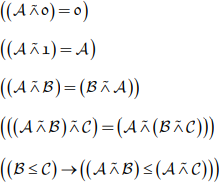 ((𝒜 ⊼̃ 0) = 0)
((𝒜 ⊼̃ 1) = 𝒜)
((𝒜 ⊼̃ ℬ) = (ℬ ⊼̃ 𝒜))
(((𝒜 ⊼̃ ℬ) ⊼̃ 𝒞) = (𝒜 ⊼̃ (ℬ ⊼̃ 𝒞)))
((ℬ ≤ 𝒞) → ((𝒜 ⊼̃ ℬ) ≤ (𝒜 ⊼̃ 𝒞)))